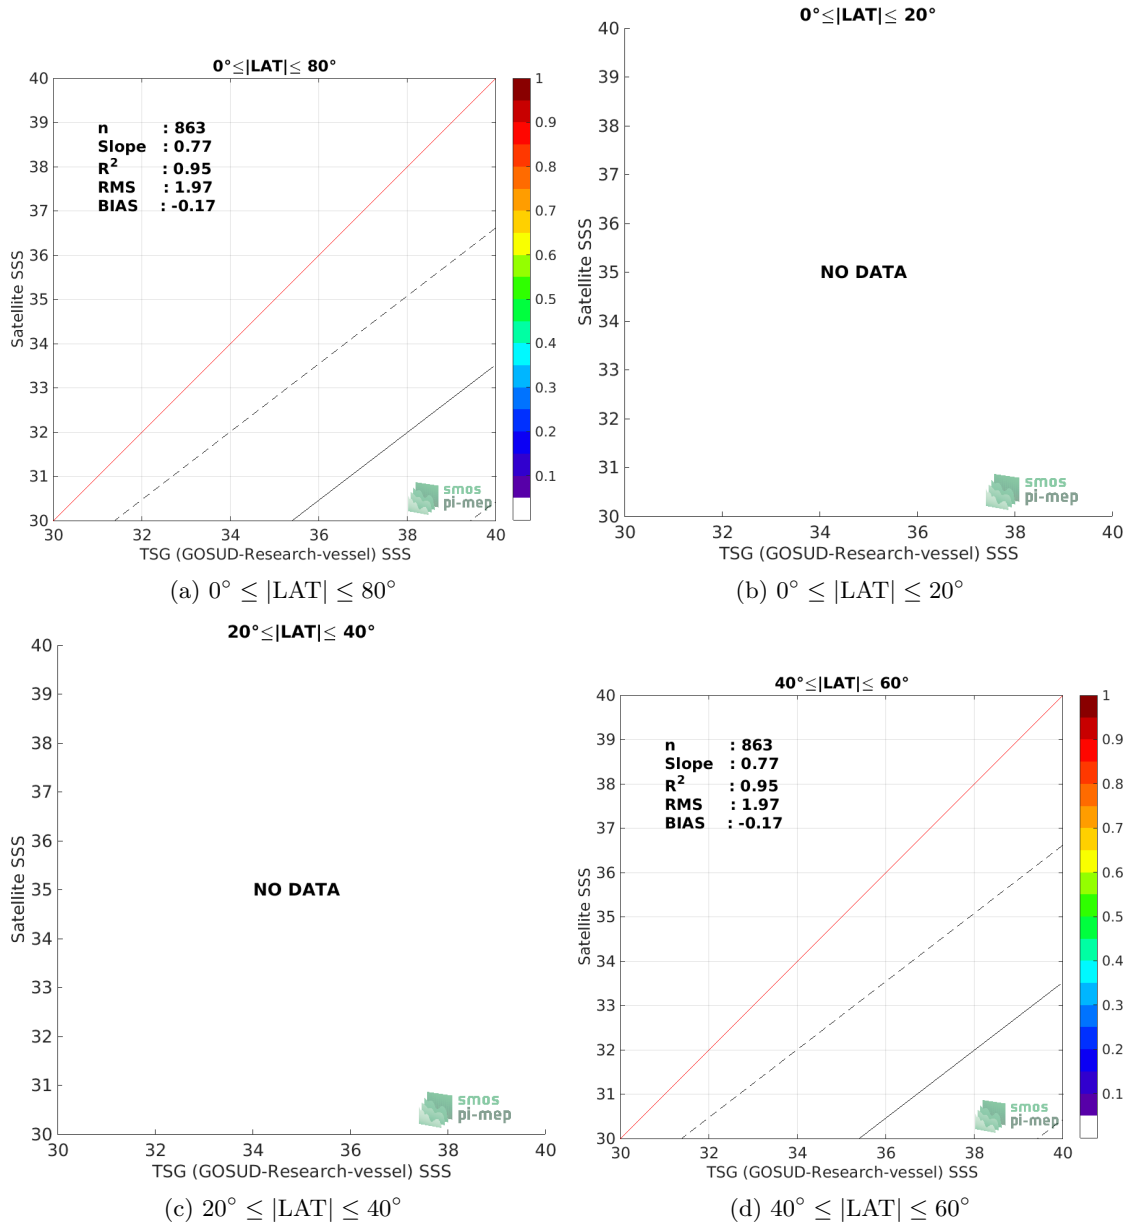 0°≤|LAT|≤ 80°
40
39
38
37
36
35
34
33
32
31
30
Satellite SSS
n : 863
Slope : 0.77
R² : 0.95
RMS : 1.97
BIAS : -0.17
30 32 34 36 38 40
TSG (GOSUD-Research-vessel) SSS
smos
pi-mep
1
0.9
0.8
0.7
0.6
0.5
0.4
0.3
0.2
0.1
(a) 0° ≤ |LAT| ≤ 80°
0°≤|LAT|≤ 20°
40
39
38
37
36
35
34
33
32
31
30
Satellite SSS
NO DATA
smos
pi-mep
30 32 34 36 38 40
TSG (GOSUD-Research-vessel) SSS
(b) 0° ≤ |LAT| ≤ 20°
20°≤|LAT|≤ 40°
40
39
38
37
36
35
34
33
32
31
30
Satellite SSS
NO DATA
smos
pi-mep
30 32 34 36 38 40
TSG (GOSUD-Research-vessel) SSS
(c) 20° ≤ |LAT| ≤ 40°
40°≤|LAT|≤ 60°
40
39
38
37
36
35
34
33
32
31
30
Satellite SSS
n : 863
Slope : 0.77
R² : 0.95
RMS : 1.97
BIAS : -0.17
smos
pi-mep
30 32 34 36 38 40
TSG (GOSUD-Research-vessel) SSS
1
0.9
0.8
0.7
0.6
0.5
0.4
0.3
0.2
0.1
(d) 40° ≤ |LAT| ≤ 60°